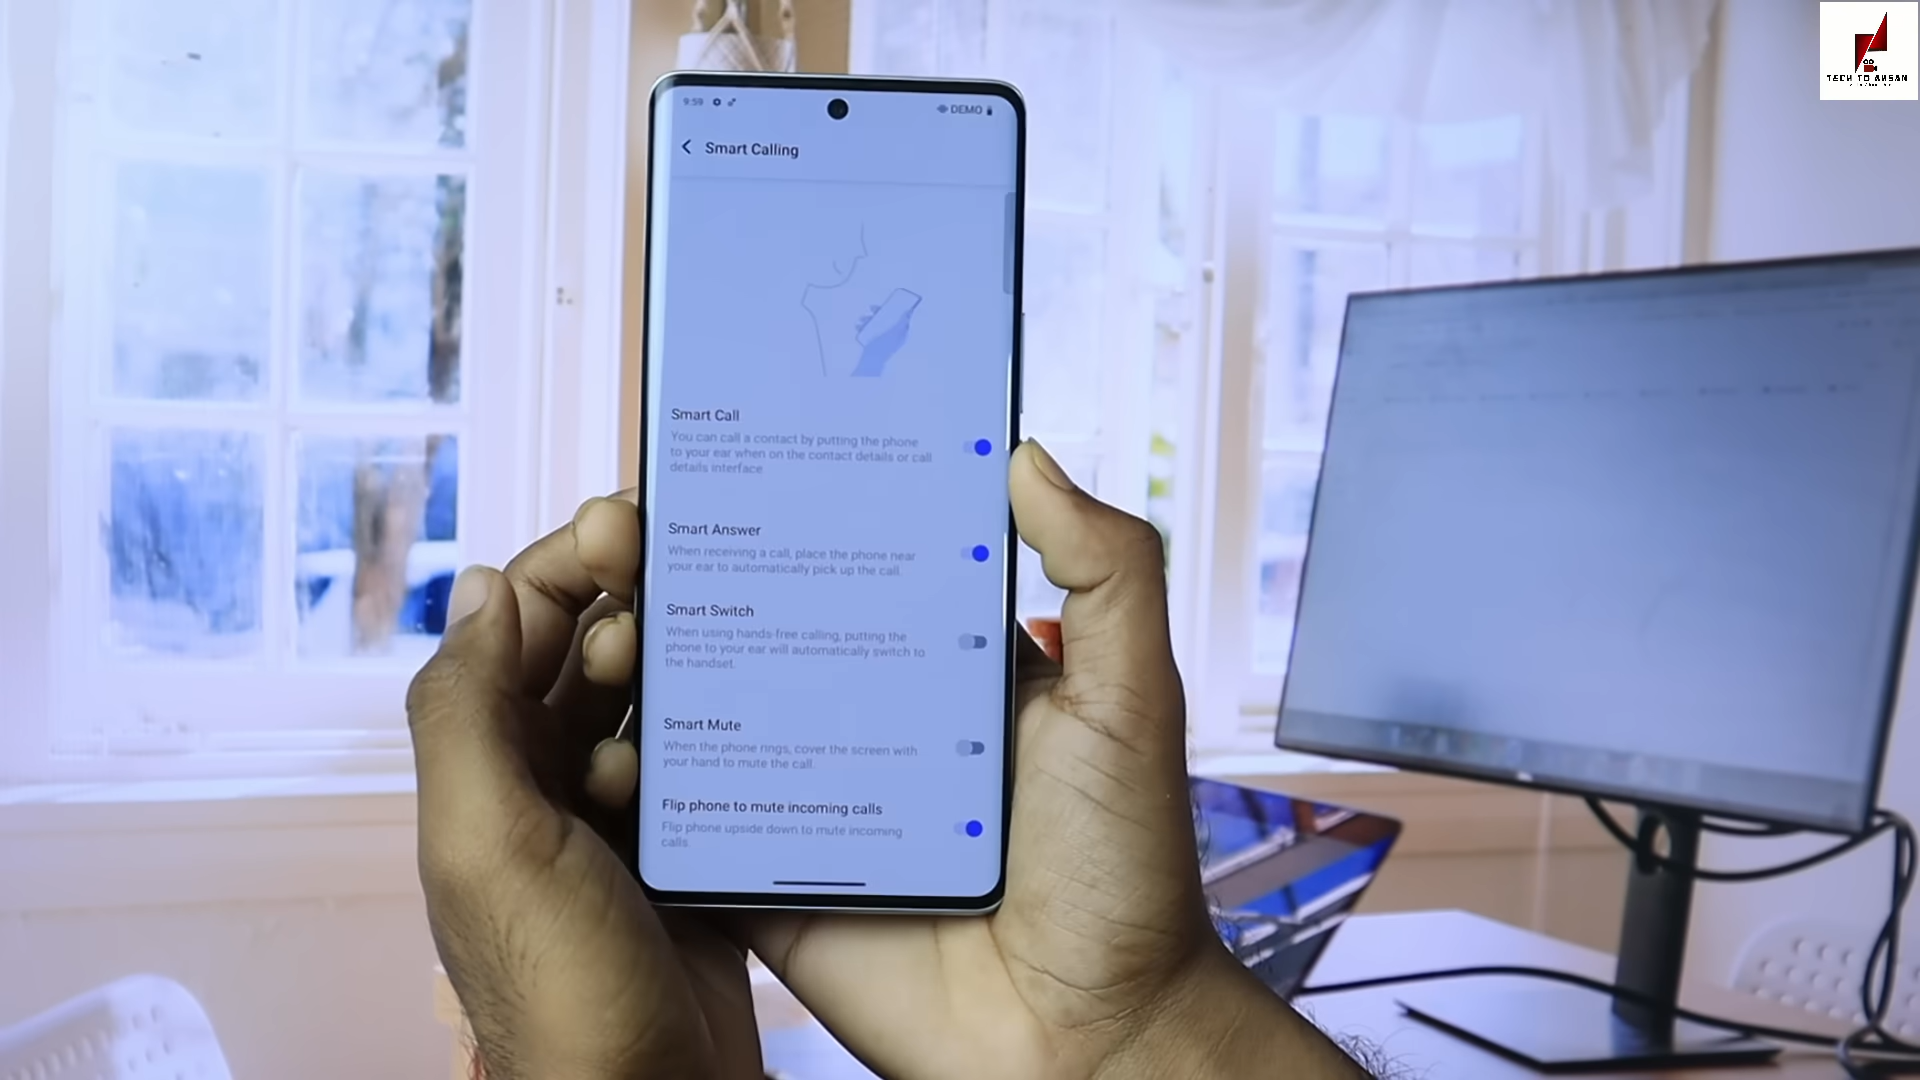 TECH TO AHSAN
9:59
DEMO
Smart Calling
Smart Call
You can call a contact by putting the phone
to your ear when on the contact details or call
details interface
Smart Answer
When receiving a call, place the phone near
your ear to automatically pick up the call.
Smart Switch
When using hands-free calling, putting the
phone to your ear will automatically switch to
the handset.
Smart Mute
When the phone rings, cover the screen with
your hand to mute the call.
Flip phone to mute incoming calls
Flip phone upside down to mute incoming
calls